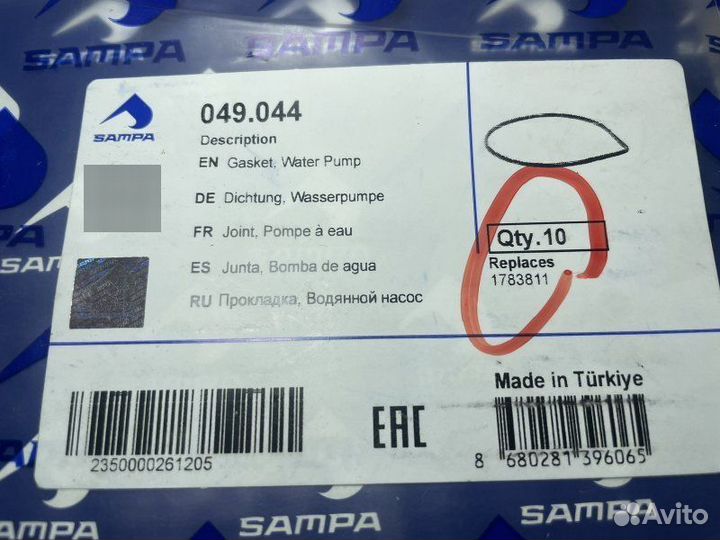 SAMPA SAMPA SAMPA
SAMPA
049.044
Description
EN Gasket, Water Pump
DE Dichtung, Wasserpumpe
FR Joint, Pompe à eau
ES Junta, Bomba de agua
RU Прокладка, Водянной насос
Qty.10
Replaces
1783811
Made in Türkiye
2350000261205
EAC
8 680281 396065
SAMPA SAMPA
Avito